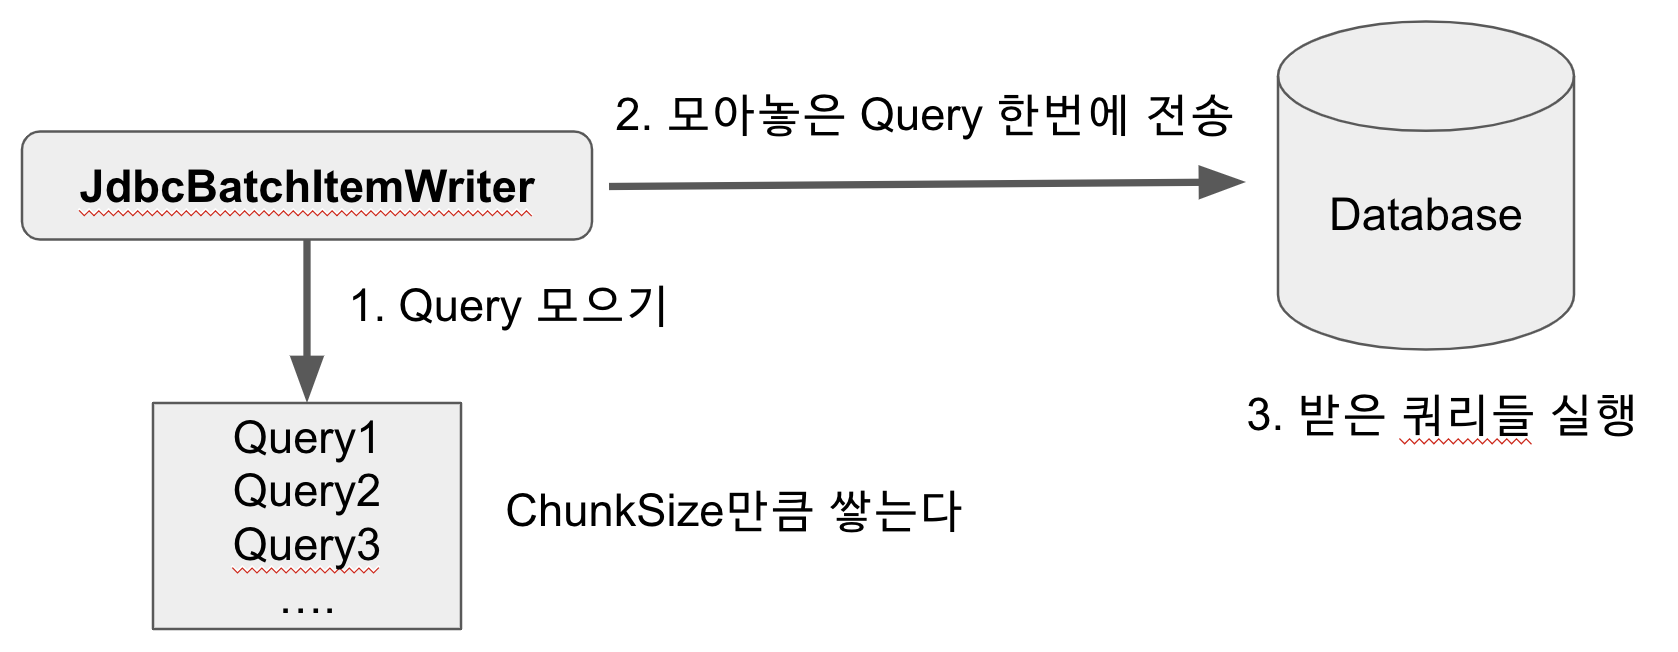 2. 모아놓은 Query 한번에 전송
JdbcBatchItemWriter
Database
1. Query 모으기
3. 받은 쿼리들 실행
Query1
Query2
Query3
....
ChunkSize만큼 쌓는다